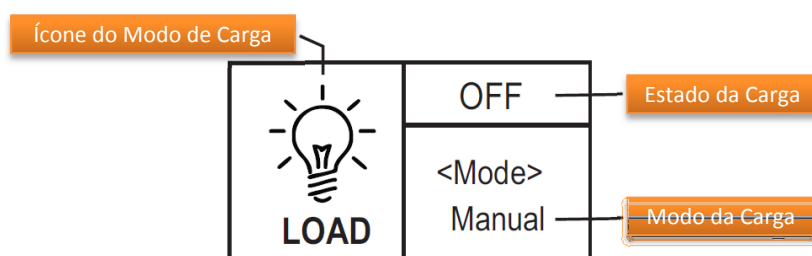 Ícone do Modo de Carga
OFF
Estado da Carga
<Mode>
Manual
Modo da Carga
LOAD